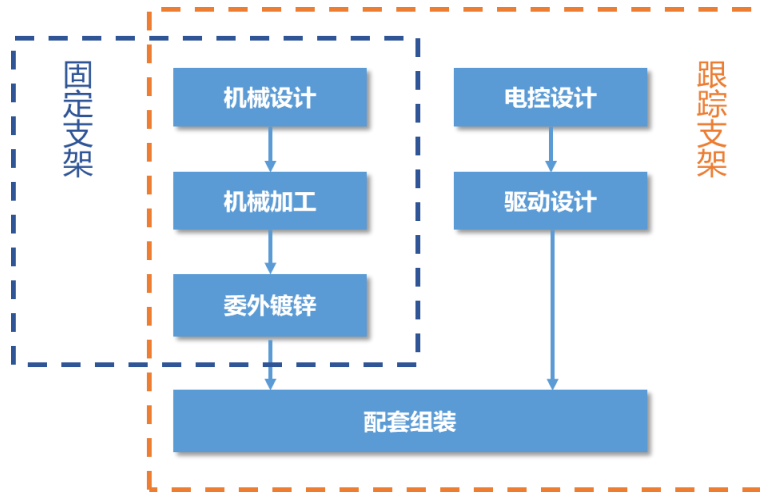 固定支架
机械设计
电控设计
跟踪支架
机械加工
驱动设计
委外镀锌
配套组装